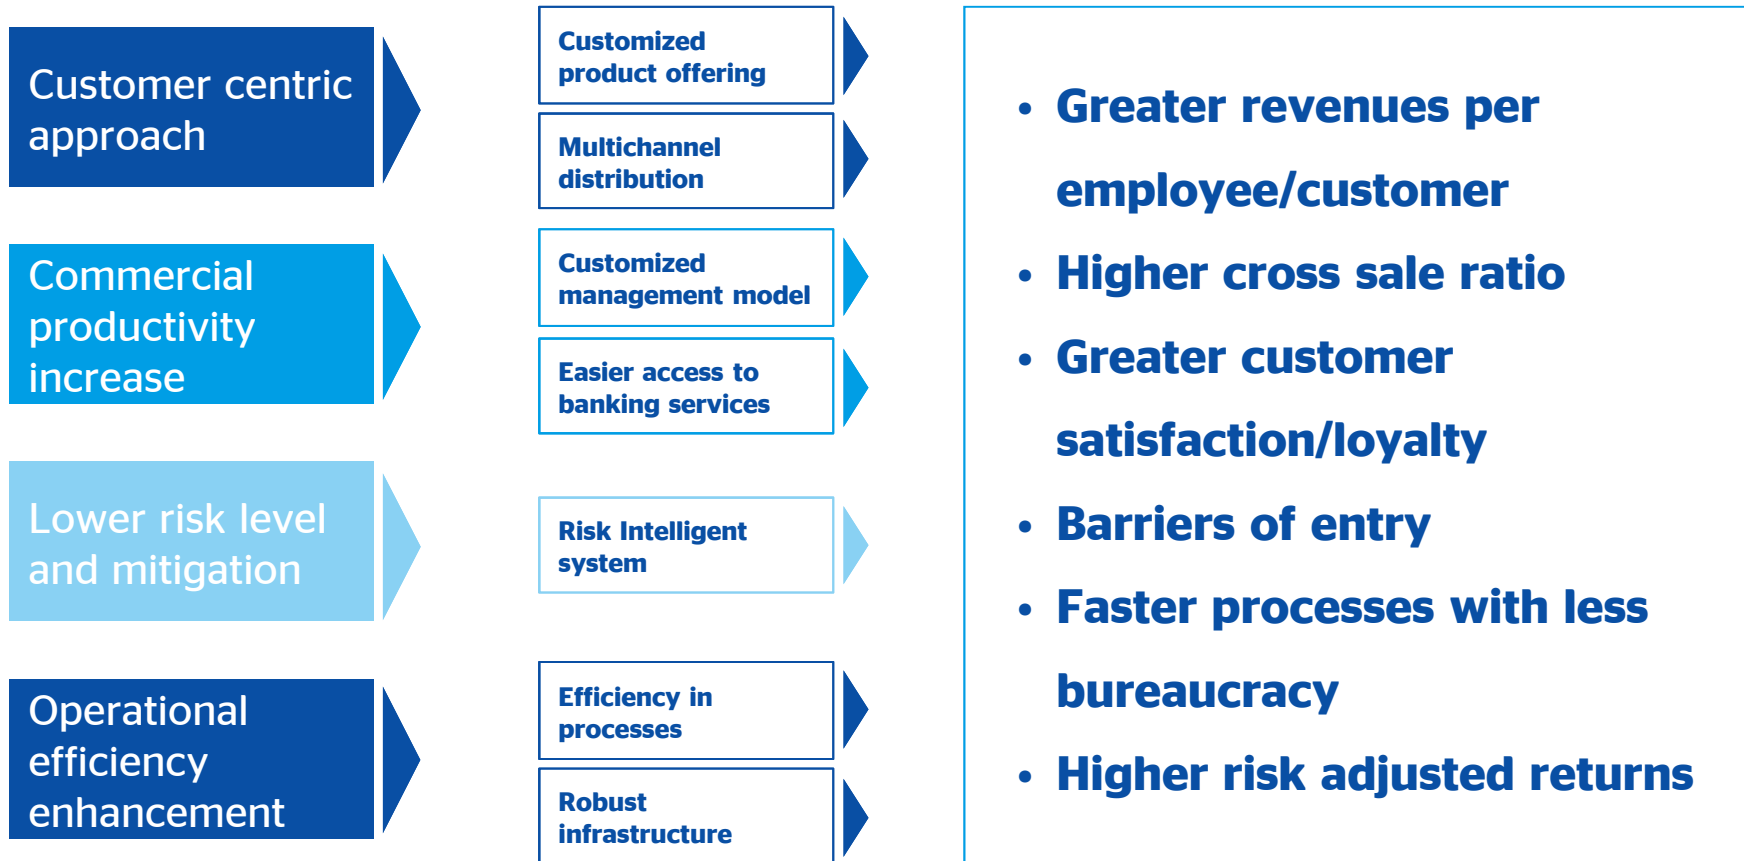 Customer centric
approach
Customized
product offering
Multichannel
distribution
Commercial
productivity
increase
Customized
management model
Easier access to
banking services
Lower risk level
and mitigation
Risk Intelligent
system
Operational
efficiency
enhancement
Efficiency in
processes
Robust
infrastructure
• Greater revenues per
employee/customer
• Higher cross sale ratio
• Greater customer
satisfaction/loyalty
• Barriers of entry
• Faster processes with less
bureaucracy
• Higher risk adjusted returns